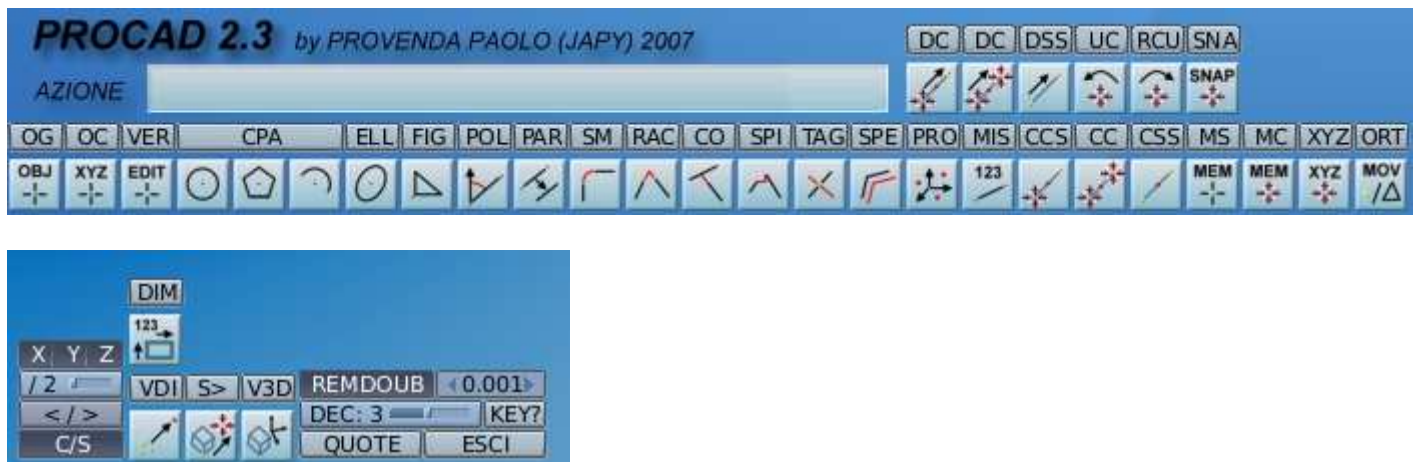 PROCAD 2.3 by PROVENDA PAOLO (JAPY) 2007
DC DC DSS UC RCU SNA
AZIONE
SNAP
OG OC VER CPA ELL FIG POL PAR SM RAC CO SPI TAG SPE PRO MIS CCS CC CSS MS MC XYZ ORT
OBJ XYZ EDIT 123 MEM MEM XYZ MOV
DIM
123
X Y Z
/ 2 VDI S> V3D REMDOUB 0.001
< / > DEC: 3 KEY?
C/S QUOTE ESCI